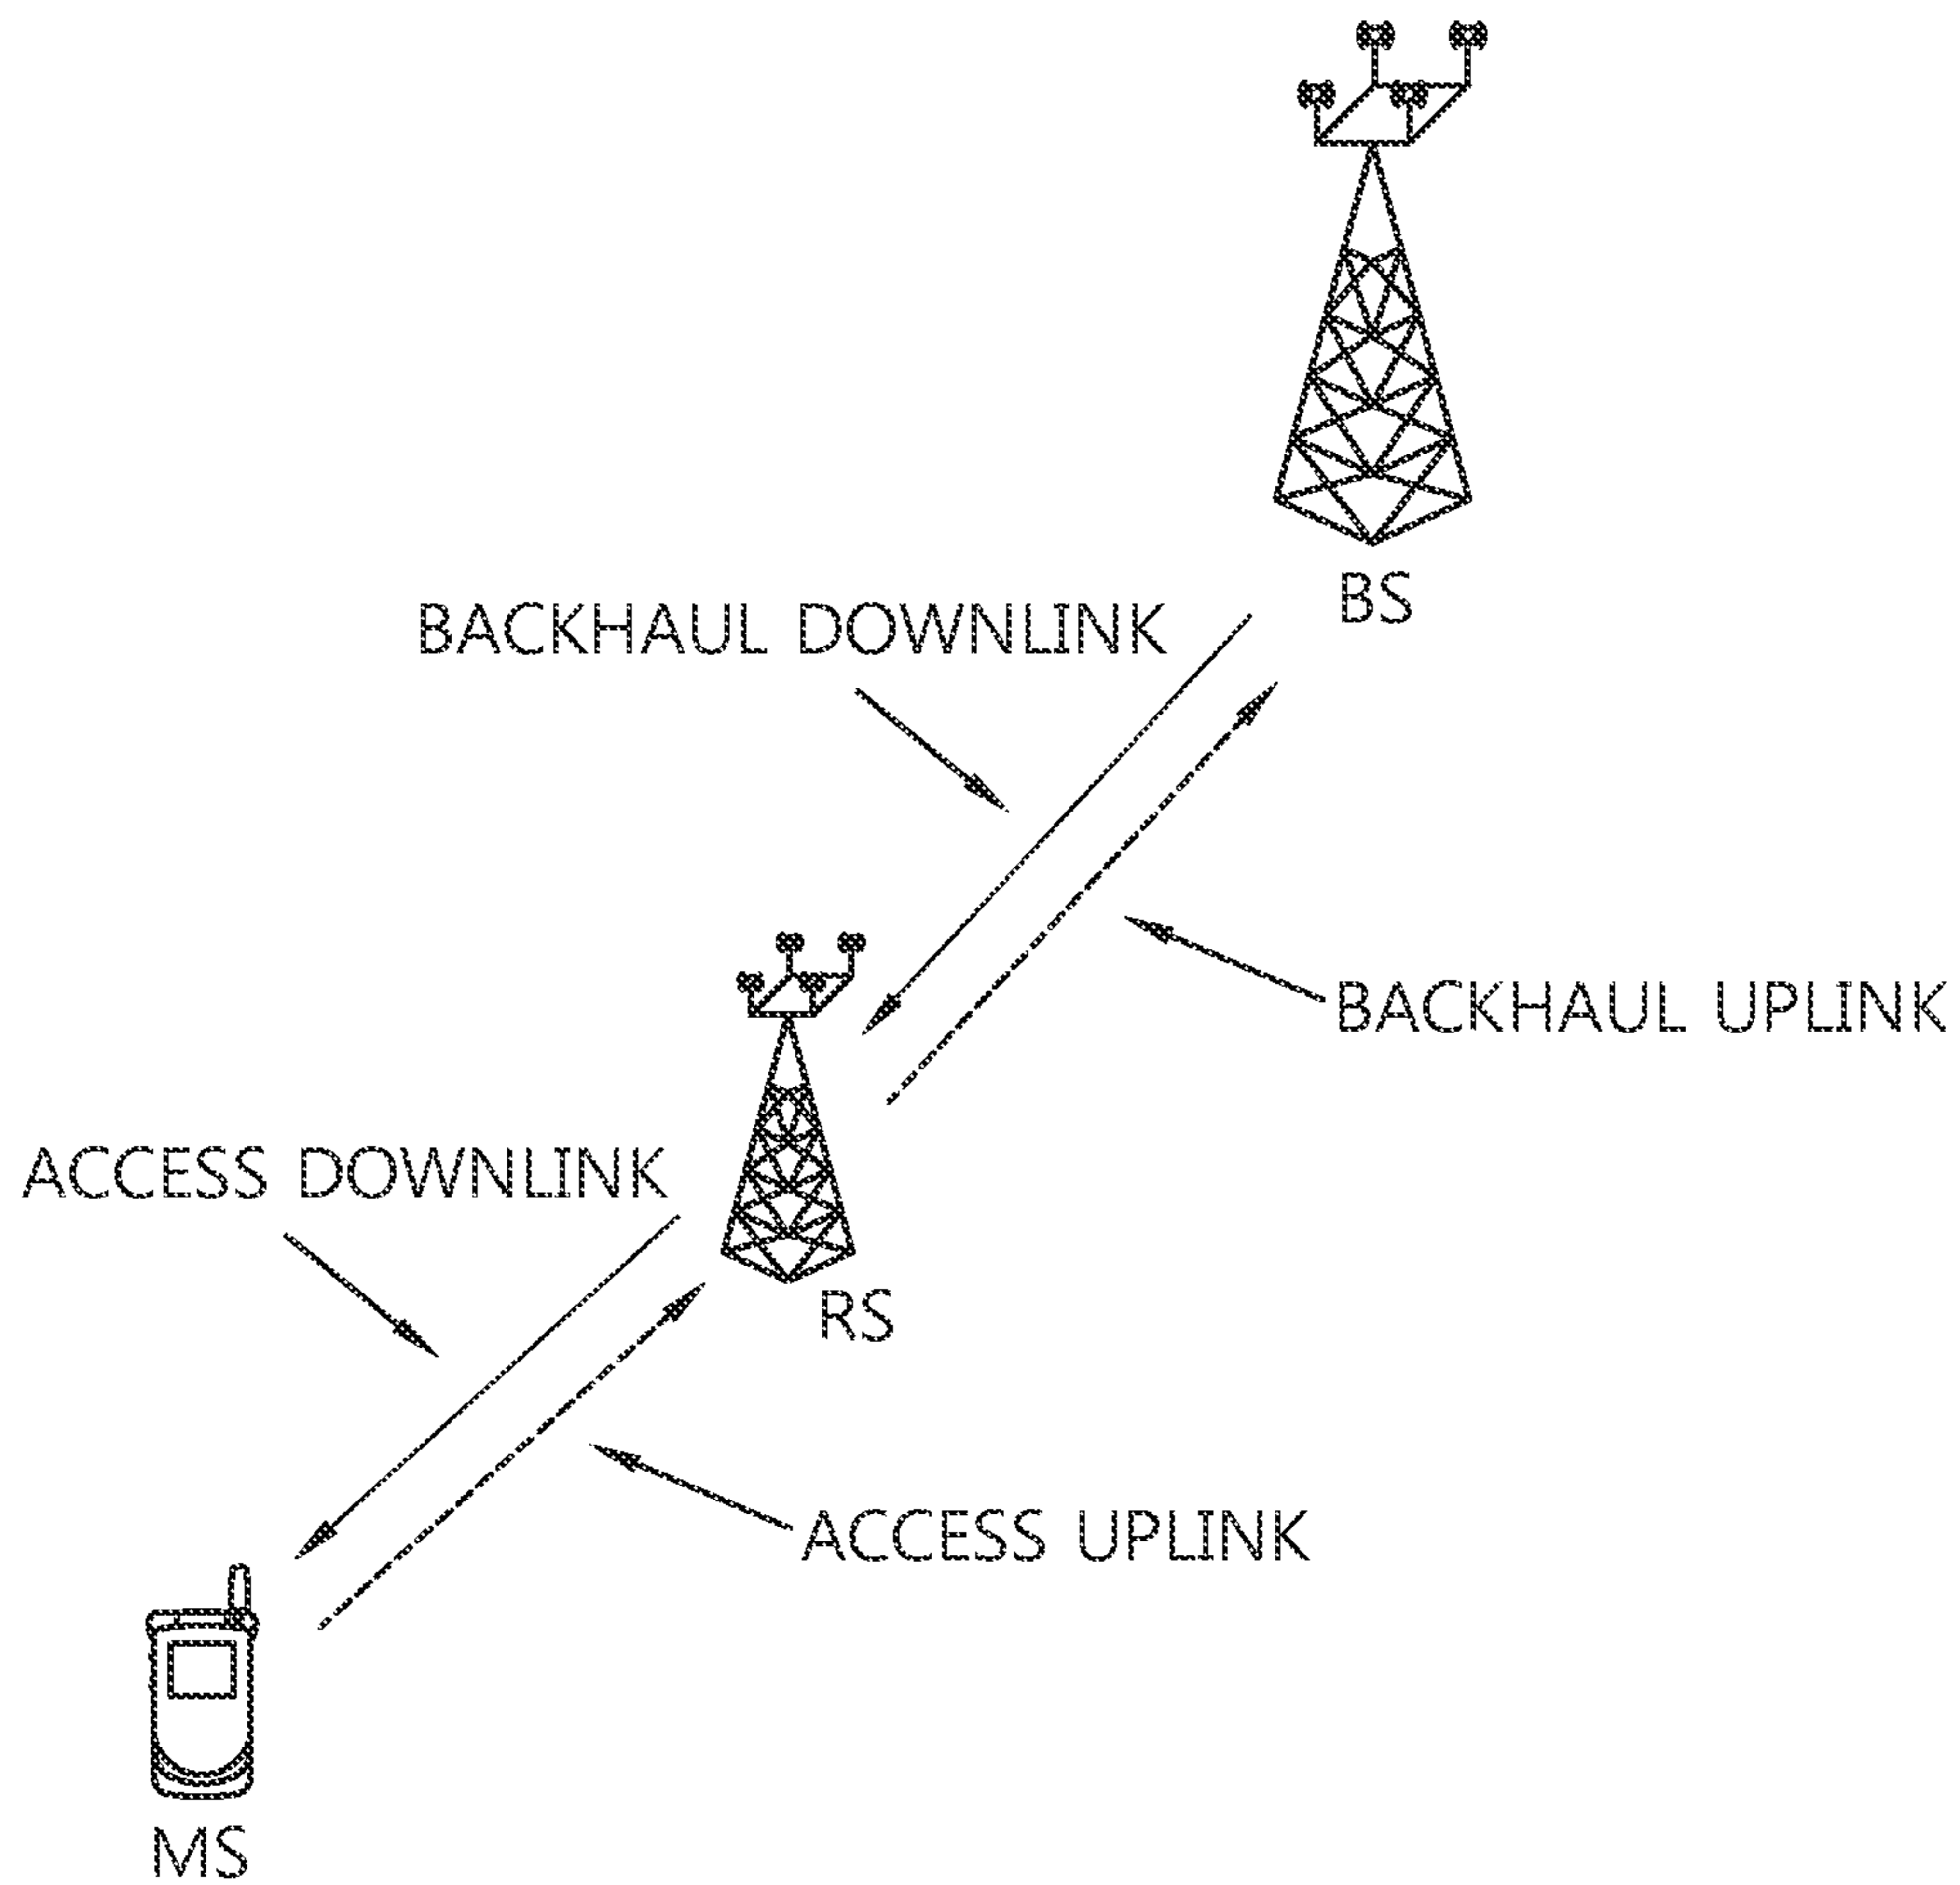 BS
BACKHAUL DOWNLINK
BACKHAUL UPLINK
ACCESS DOWNLINK
RS
ACCESS UPLINK
MS